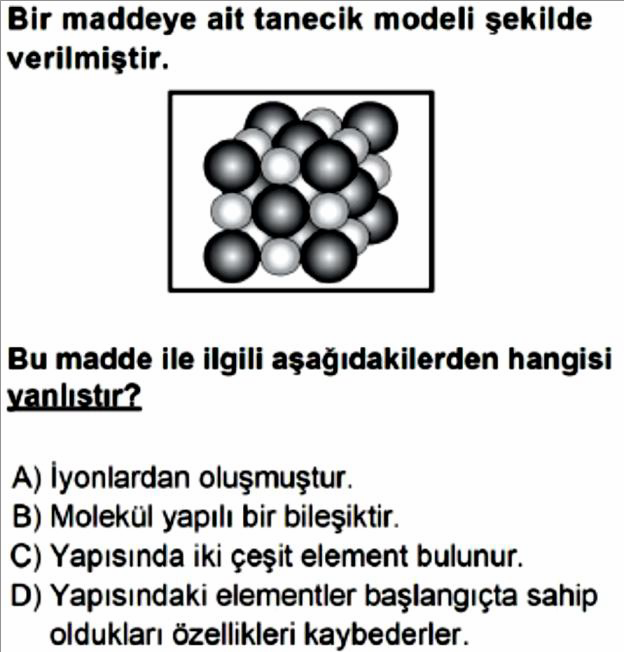 Bir maddeye ait tanecik modeli şekilde
verilmiştir.
Bu madde ile ilgili aşağıdakilerden hangisi
yanlıştır?
A) İyonlardan oluşmuştur.
B) Molekül yapılı bir bileşiktir.
C) Yapısında iki çeşit element bulunur.
D) Yapısındaki elementler başlangıçta sahip
oldukları özellikleri kaybederler.